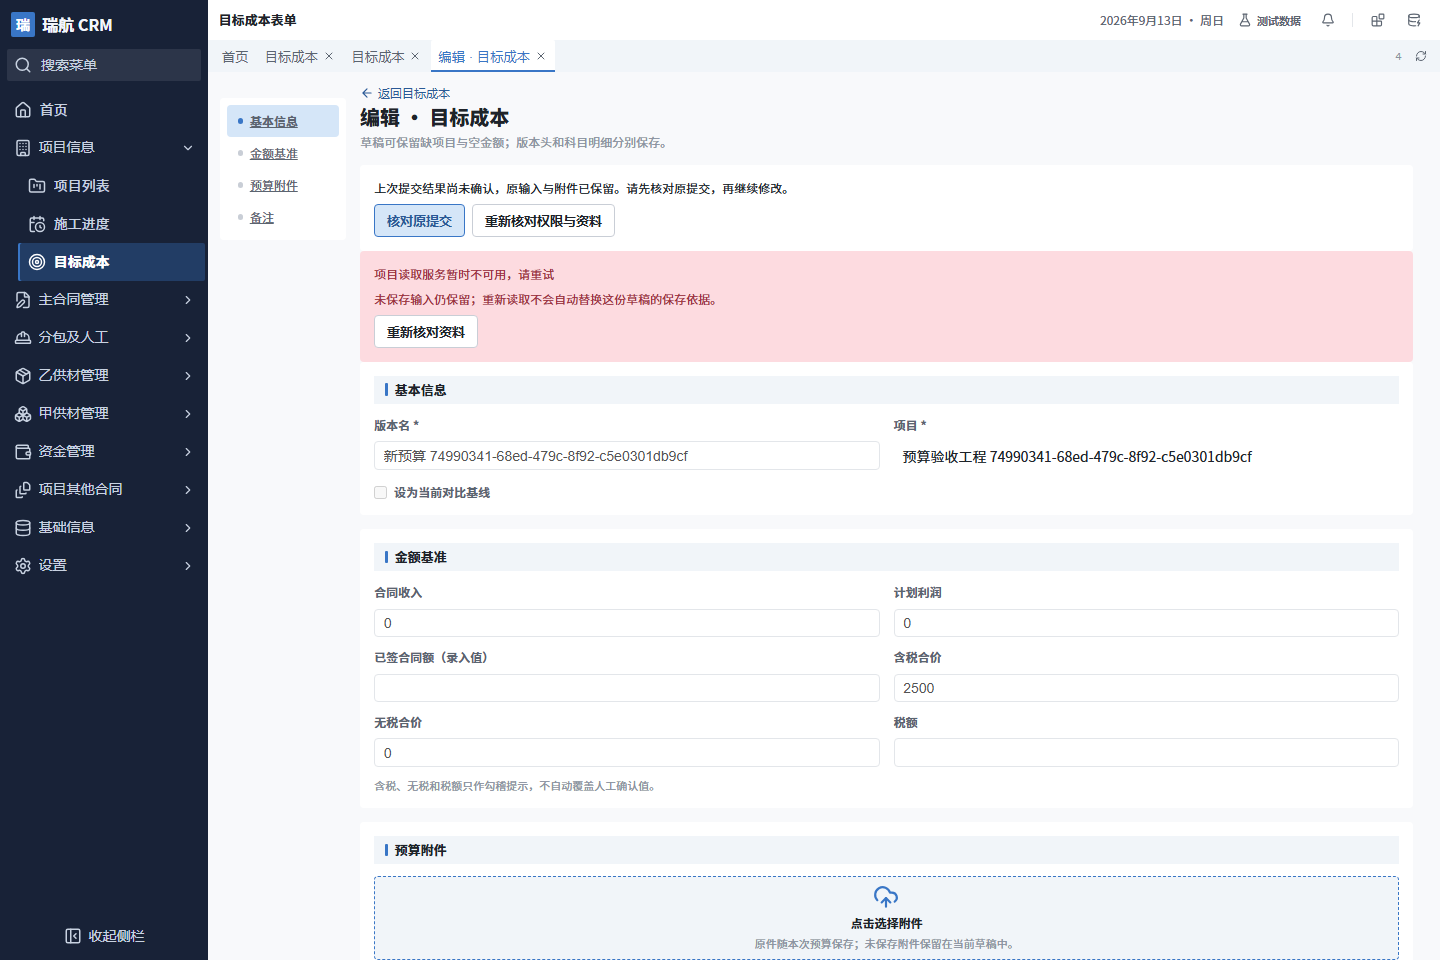 瑞 瑞航 CRM
搜索菜单
首页
项目信息
项目列表
施工进度
目标成本
主合同管理
分包及人工
乙供材管理
甲供材管理
资金管理
项目其他合同
基础信息
设置
收起侧栏
目标成本表单
2026年9月13日 · 周日 测试数据
首页 目标成本 × 目标成本 × 编辑 · 目标成本 ×
4
基本信息
金额基准
预算附件
备注
← 返回目标成本
编辑 · 目标成本
草稿可保留缺项目与空金额；版本头和科目明细分别保存。
上次提交结果尚未确认，原输入与附件已保留。请先核对原提交，再继续修改。
核对原提交 重新核对权限与资料
项目读取服务暂时不可用，请重试
未保存输入仍保留；重新读取不会自动替换这份草稿的保存依据。
重新核对资料
基本信息
版本名 * 项目 *
新预算 74990341-68ed-479c-8f92-c5e0301db9cf 预算验收工程 74990341-68ed-479c-8f92-c5e0301db9cf
设为当前对比基线
金额基准
合同收入 计划利润
0 0
已签合同额（录入值） 含税合价
2500
无税合价 税额
0
含税、无税和税额只作勾稽提示，不自动覆盖人工确认值。
预算附件
点击选择附件
原件随本次预算保存；未保存附件保留在当前草稿中。